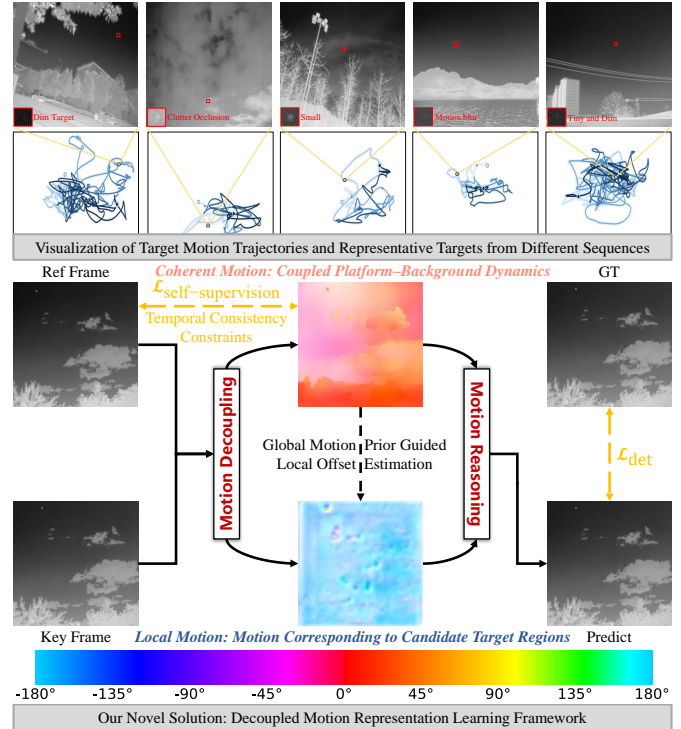 Dim Target
Clutter Occlusion
Small
Motion blur
Tiny and Dim
Visualization of Target Motion Trajectories and Representative Targets from Different Sequences
Ref Frame
Coherent Motion: Coupled Platform–Background Dynamics
GT
ℒself−supervision
Temporal Consistency
Constraints
Motion Decoupling
Global Motion Prior Guided
Local Offset Estimation
Motion Reasoning
ℒdet
Key Frame
Local Motion: Motion Corresponding to Candidate Target Regions
Predict
-180° -135° -90° -45° 0° 45° 90° 135° 180°
Our Novel Solution: Decoupled Motion Representation Learning Framework